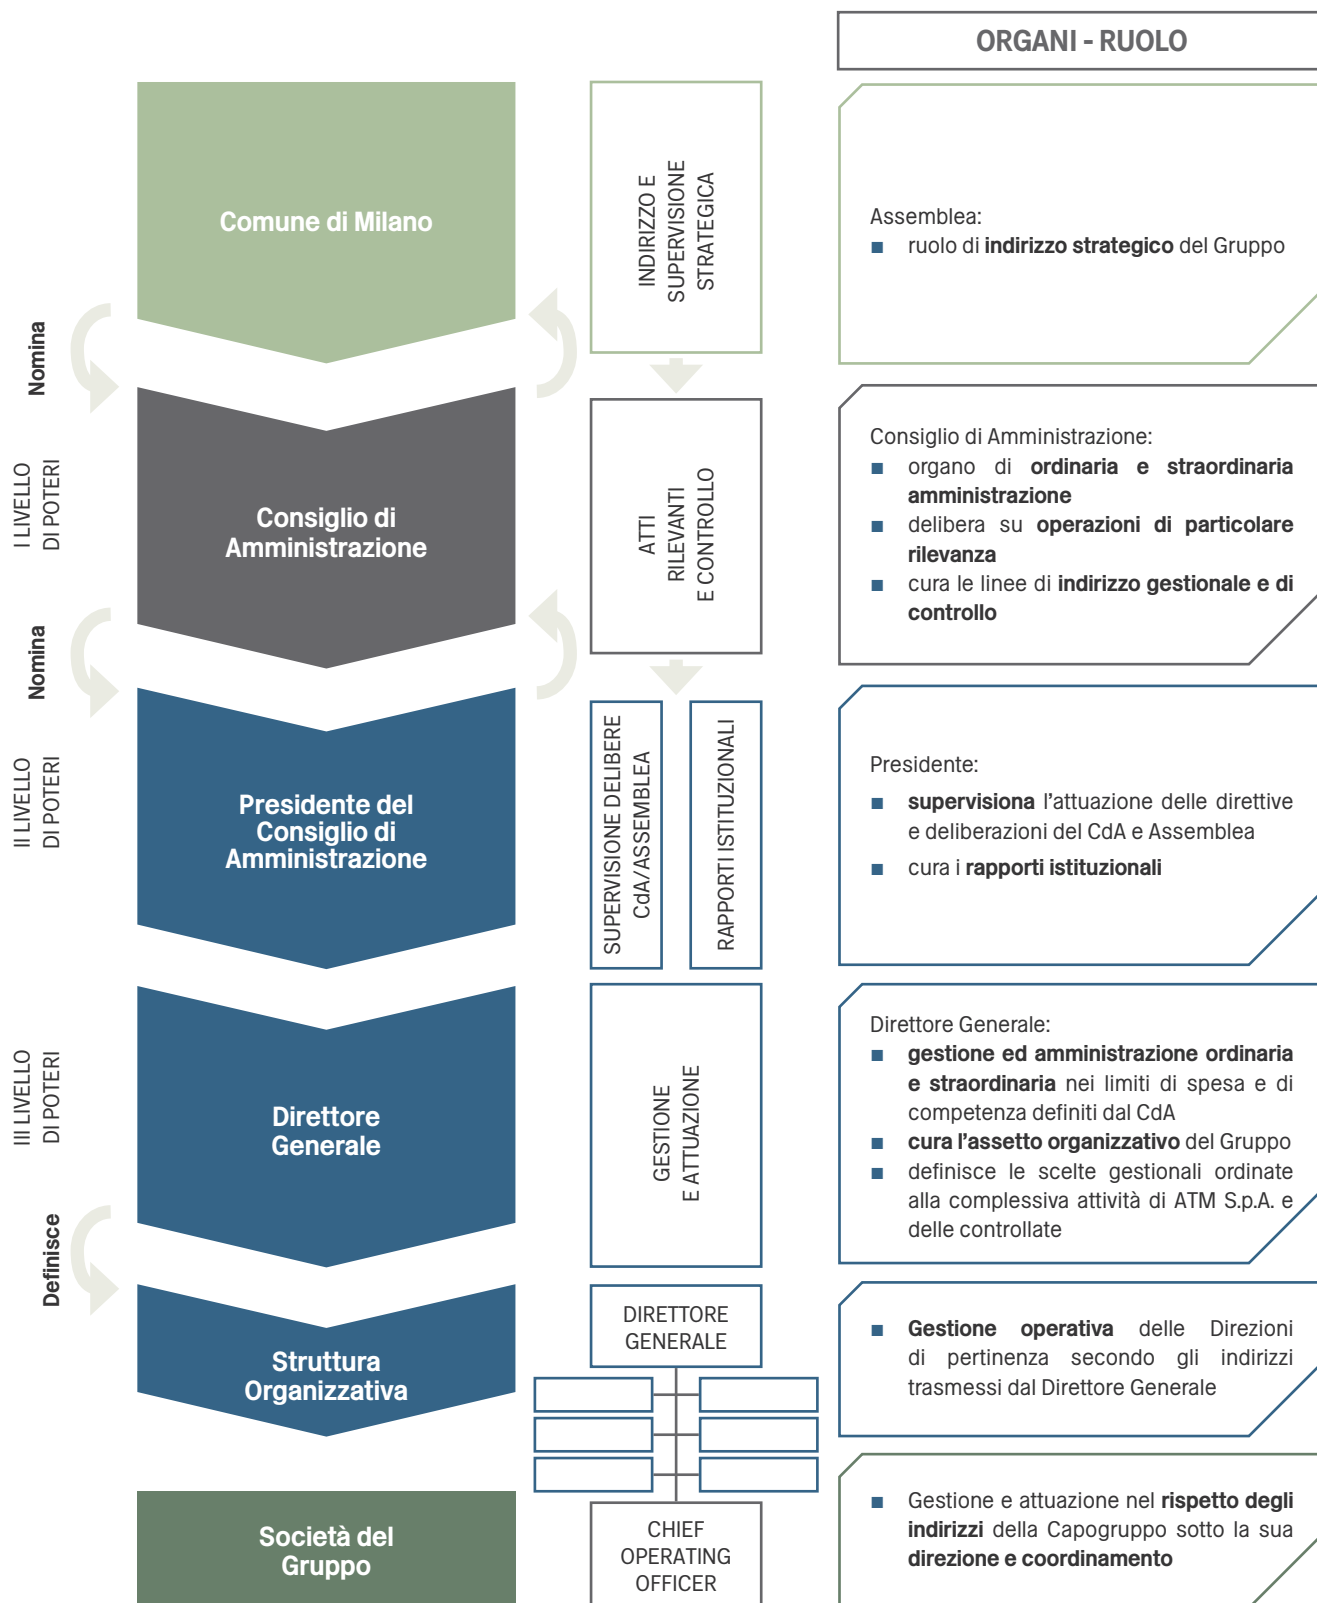 ORGANI - RUOLO
Comune di Milano
INDIRIZZO E
SUPERVISIONE
STRATEGICA
Assemblea:
■ ruolo di indirizzo strategico del Gruppo
Nomina
I LIVELLO
DI POTERI
Consiglio di
Amministrazione
ATTI
RILEVANTI
E CONTROLLO
Consiglio di Amministrazione:
■ organo di ordinaria e straordinaria
amministrazione
■ delibera su operazioni di particolare
rilevanza
■ cura le linee di indirizzo gestionale e di
controllo
Nomina
II LIVELLO
DI POTERI
Presidente del
Consiglio di
Amministrazione
SUPERVISIONE DELIBERE
CdA/ASSEMBLEA
RAPPORTI ISTITUZIONALI
Presidente:
■ supervisiona l'attuazione delle direttive
e deliberazioni del CdA e Assemblea
■ cura i rapporti istituzionali
III LIVELLO
DI POTERI
Direttore
Generale
GESTIONE
E ATTUAZIONE
Direttore Generale:
■ gestione ed amministrazione ordinaria
e straordinaria nei limiti di spesa e di
competenza definiti dal CdA
■ cura l'assetto organizzativo del Gruppo
■ definisce le scelte gestionali ordinate
alla complessiva attività di ATM S.p.A. e
delle controllate
Definisce
Struttura
Organizzativa
DIRETTORE
GENERALE
■ Gestione operativa delle Direzioni
di pertinenza secondo gli indirizzi
trasmessi dal Direttore Generale
Società del
Gruppo
CHIEF
OPERATING
OFFICER
■ Gestione e attuazione nel rispetto degli
indirizzi della Capogruppo sotto la sua
direzione e coordinamento